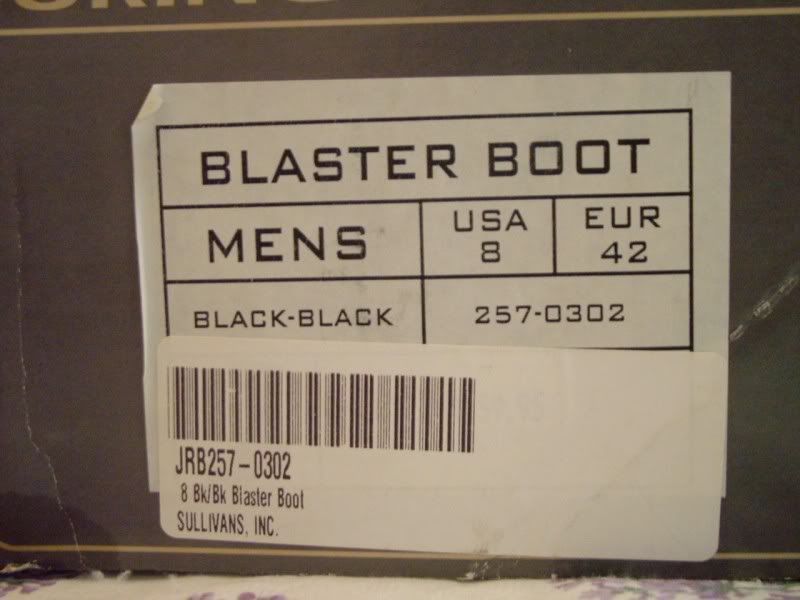 BLASTER BOOT
MENS
USA
8
EUR
42
BLACK-BLACK
257-0302
JRB257-0302
8 Bk/Bk Blaster Boot
SULLIVANS, INC.